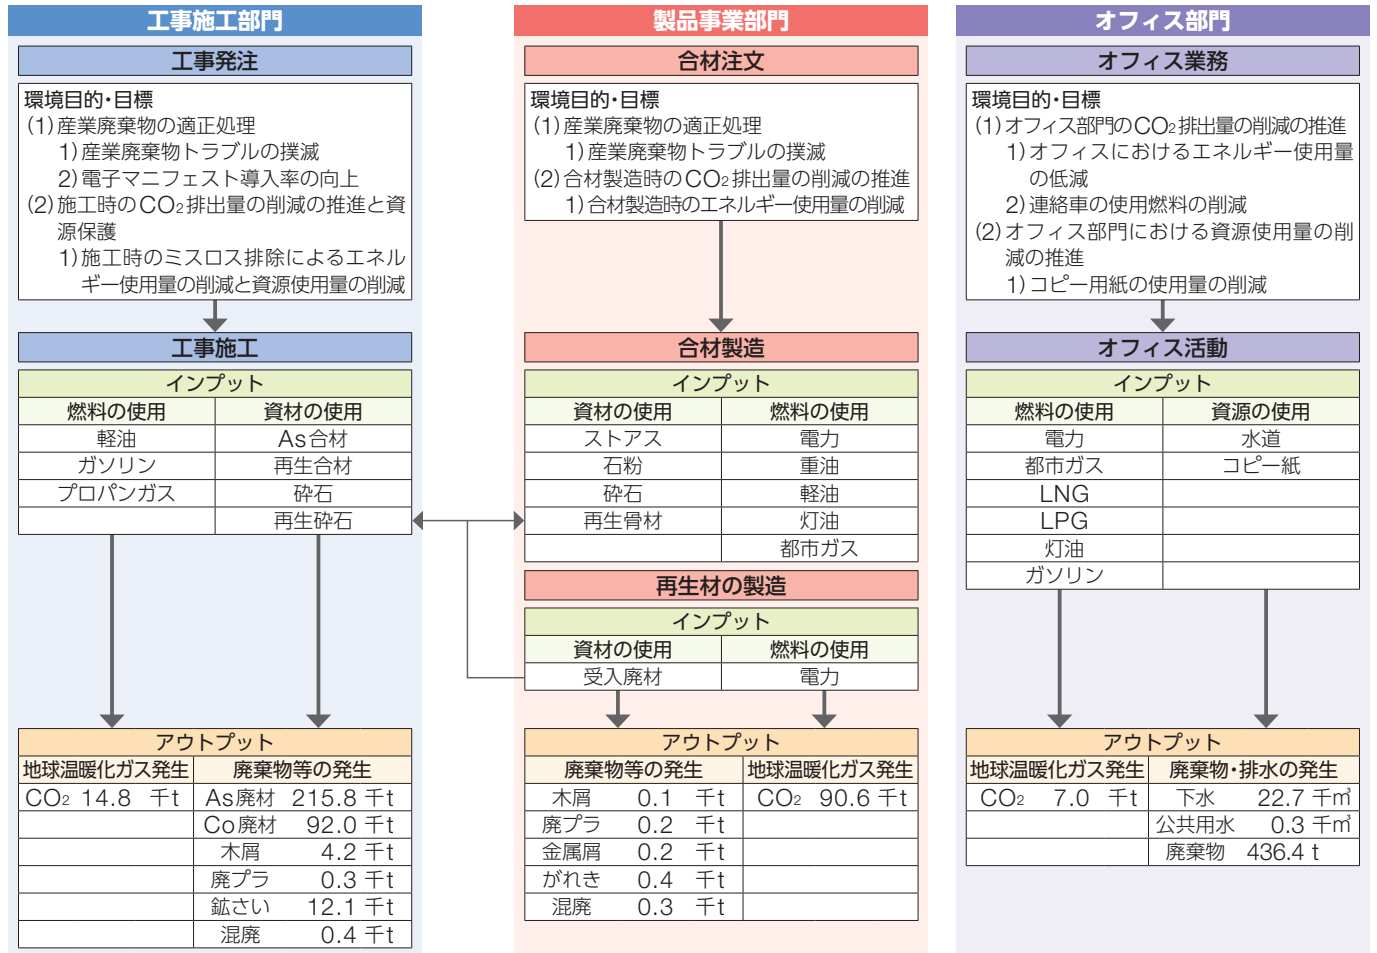 工事施工部門
工事発注
環境目的・目標
(1)産業廃棄物の適正処理
1)産業廃棄物トラブルの撲滅
2)電子マニフェスト導入率の向上
(2)施工時のCO2排出量の削減の推進と資
源保護
1)施工時のミスロス排除によるエネル
ギー使用量の削減と資源使用量の削減
工事施工
インプット
燃料の使用 資材の使用
軽油 As合材
ガソリン 再生合材
プロパンガス 砕石
再生砕石
アウトプット
地球温暖化ガス発生 廃棄物等の発生
CO2 14.8 千t As廃材 215.8 千t
Co廃材 92.0 千t
木屑 4.2 千t
廃プラ 0.3 千t
鉱さい 12.1 千t
混廃 0.4 千t
製品事業部門
合材注文
環境目的・目標
(1)産業廃棄物の適正処理
1)産業廃棄物トラブルの撲滅
(2)合材製造時のCO2排出量の削減の推進
1)合材製造時のエネルギー使用量の削減
合材製造
インプット
資材の使用 燃料の使用
ストアス 電力
石粉 重油
砕石 軽油
再生骨材 灯油
都市ガス
再生材の製造
インプット
資材の使用 燃料の使用
受入廃材 電力
アウトプット
廃棄物等の発生 地球温暖化ガス発生
木屑 0.1 千t CO2 90.6 千t
廃プラ 0.2 千t
金属屑 0.2 千t
がれき 0.4 千t
混廃 0.3 千t
オフィス部門
オフィス業務
環境目的・目標
(1)オフィス部門のCO2排出量の削減の推進
1)オフィスにおけるエネルギー使用量
の低減
2)連絡車の使用燃料の削減
(2)オフィス部門における資源使用量の削
減の推進
1)コピー用紙の使用量の削減
オフィス活動
インプット
燃料の使用 資源の使用
電力 水道
都市ガス コピー紙
LNG
LPG
灯油
ガソリン
アウトプット
地球温暖化ガス発生 廃棄物・排水の発生
CO2 7.0 千t 下水 22.7 千㎥
公共用水 0.3 千㎥
廃棄物 436.4 t